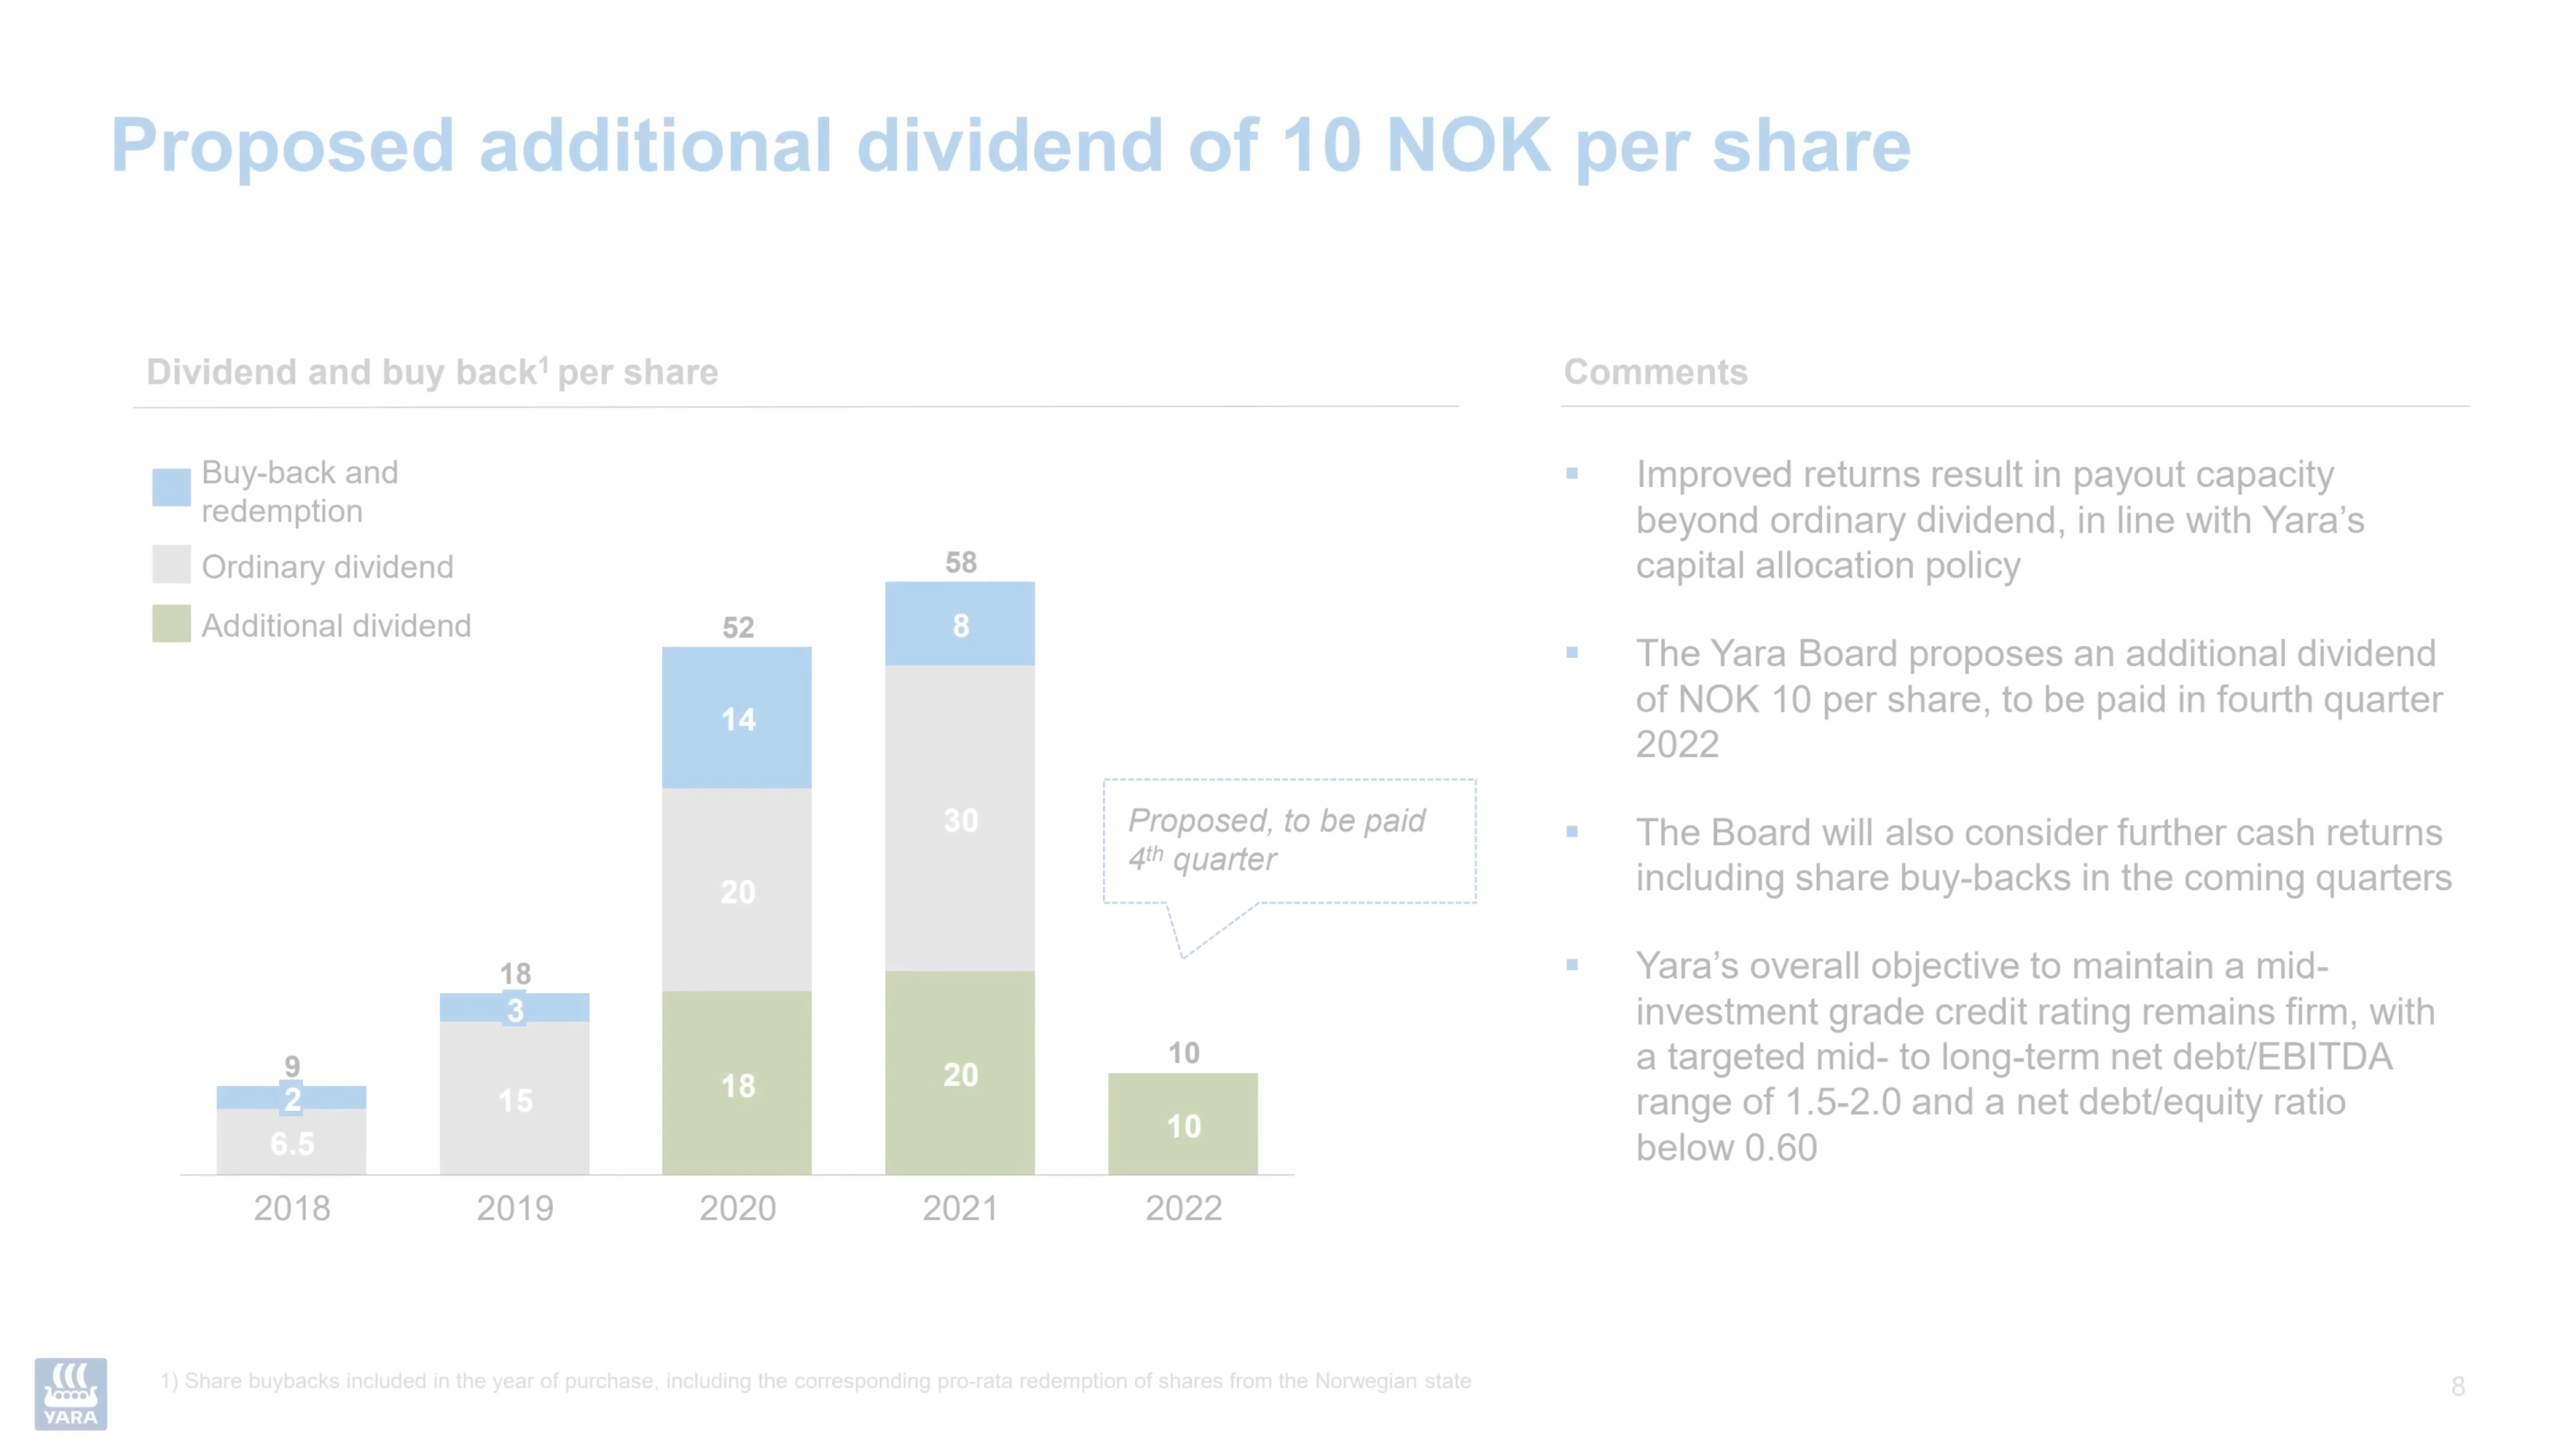 Proposed additional dividend of 10 NOK per share
Dividend and buy back¹ per share
Buy-back and
redemption
Ordinary dividend
Additional dividend
9
2
6.5
18
3
15
52
14
20
18
58
8
30
20
Proposed, to be paid
4th quarter
10
10
2018 2019 2020 2021 2022
Comments
▪ Improved returns result in payout capacity
beyond ordinary dividend, in line with Yara’s
capital allocation policy
▪ The Yara Board proposes an additional dividend
of NOK 10 per share, to be paid in fourth quarter
2022
▪ The Board will also consider further cash returns
including share buy-backs in the coming quarters
▪ Yara’s overall objective to maintain a mid-
investment grade credit rating remains firm, with
a targeted mid- to long-term net debt/EBITDA
range of 1.5-2.0 and a net debt/equity ratio
below 0.60
YARA
1) Share buybacks included in the year of purchase, including the corresponding pro-rata redemption of shares from the Norwegian state
8